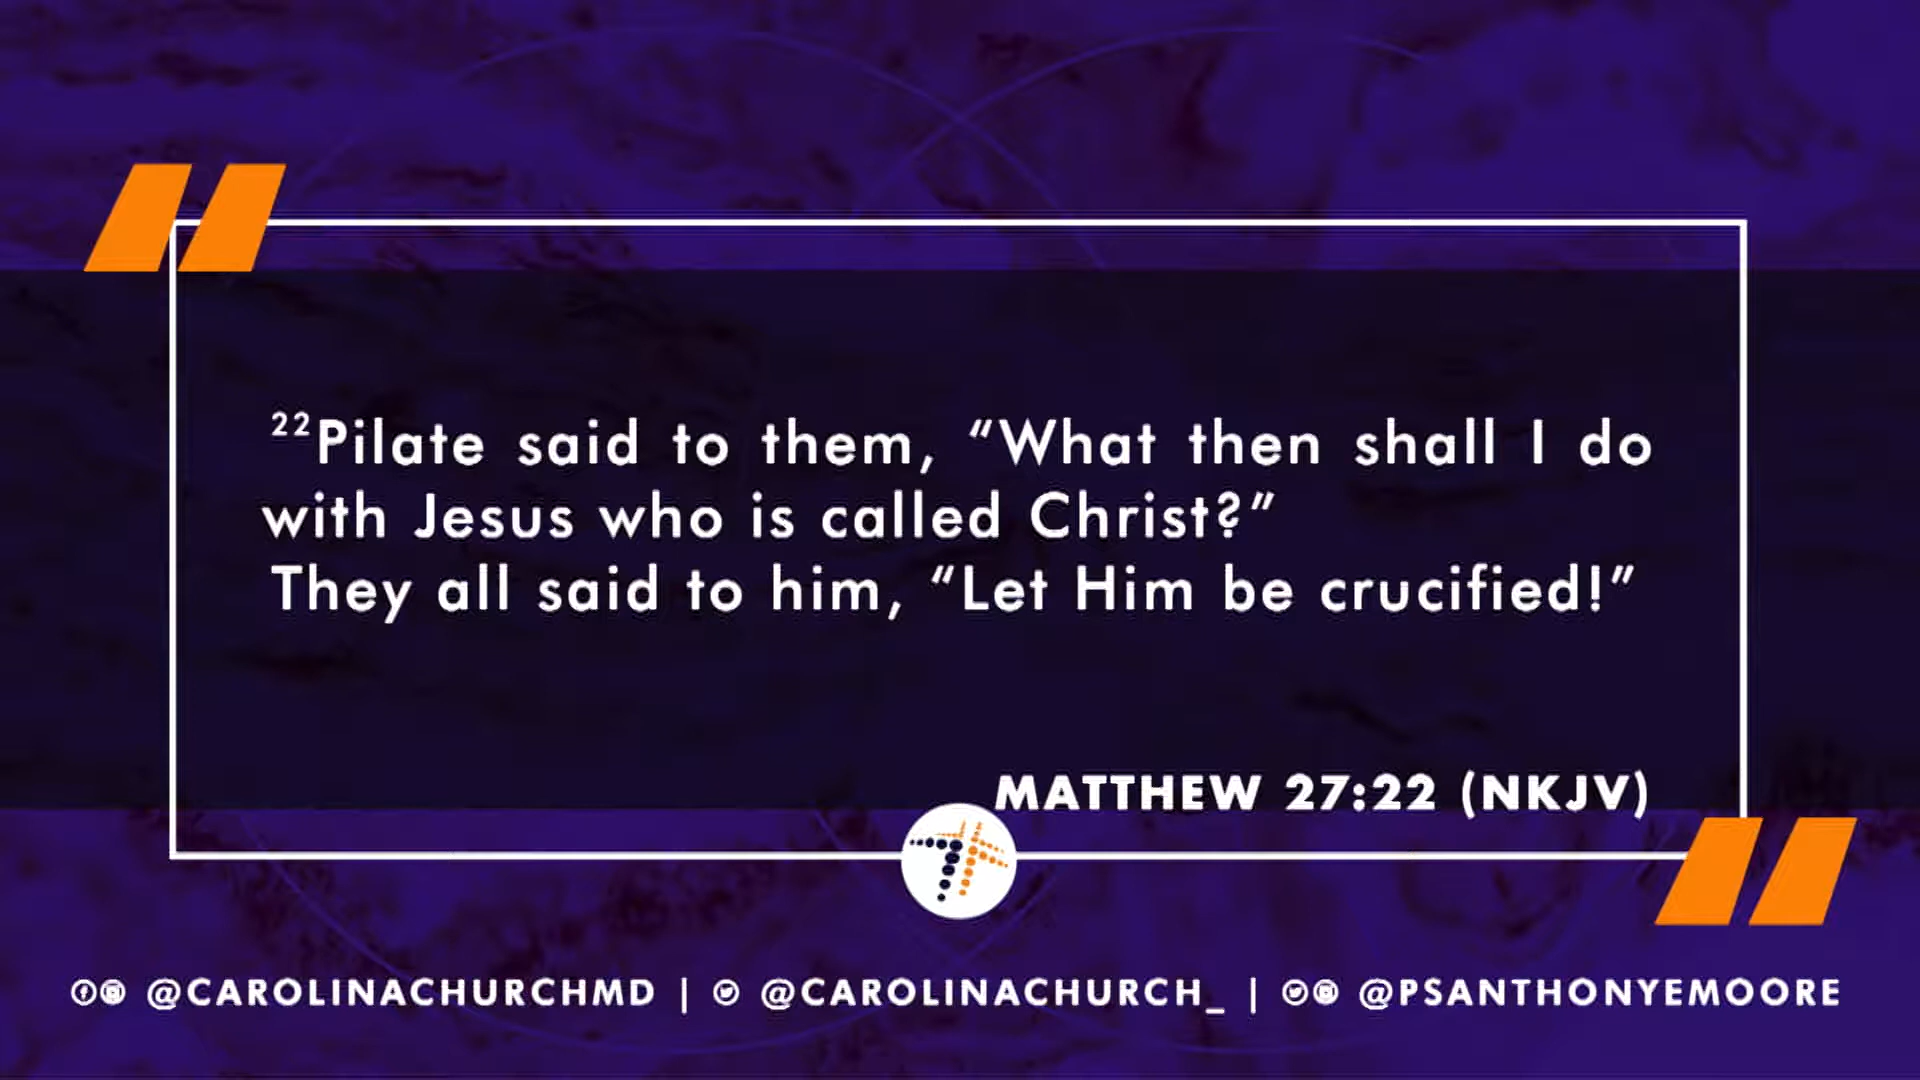 ²²Pilate said to them, “What then shall I do
with Jesus who is called Christ?”
They all said to him, “Let Him be crucified!”
MATTHEW 27:22 (NKJV)
@CAROLINACHURCHMD | @CAROLINACHURCH_ | @PSANTHONYEMOORE